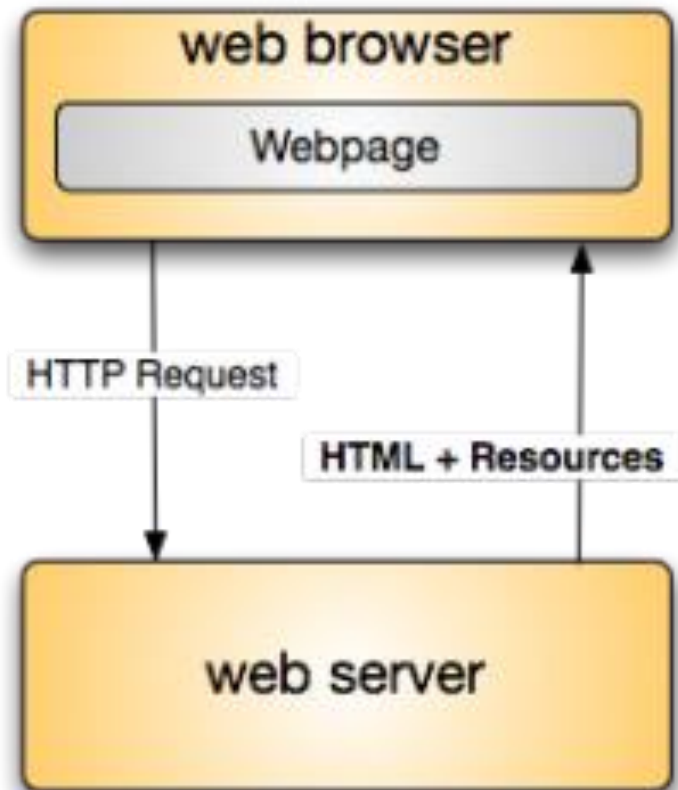 web browser
Webpage
HTTP Request
HTML + Resources
web server